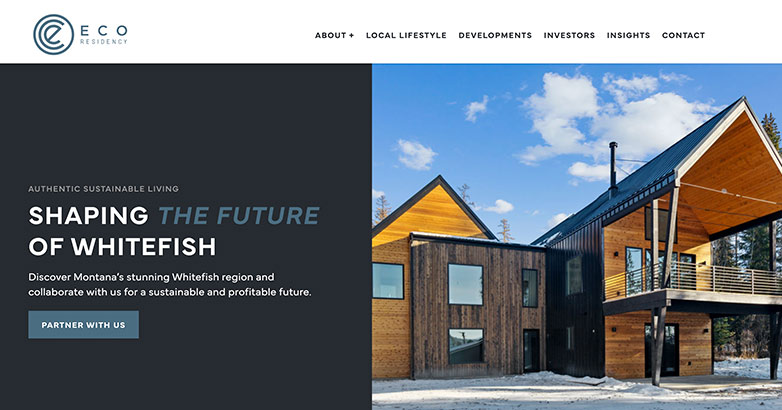 ECO
RESIDENCY
ABOUT + LOCAL LIFESTYLE DEVELOPMENTS INVESTORS INSIGHTS CONTACT
AUTHENTIC SUSTAINABLE LIVING
SHAPING THE FUTURE
OF WHITEFISH
Discover Montana's stunning Whitefish region and
collaborate with us for a sustainable and profitable future.
PARTNER WITH US